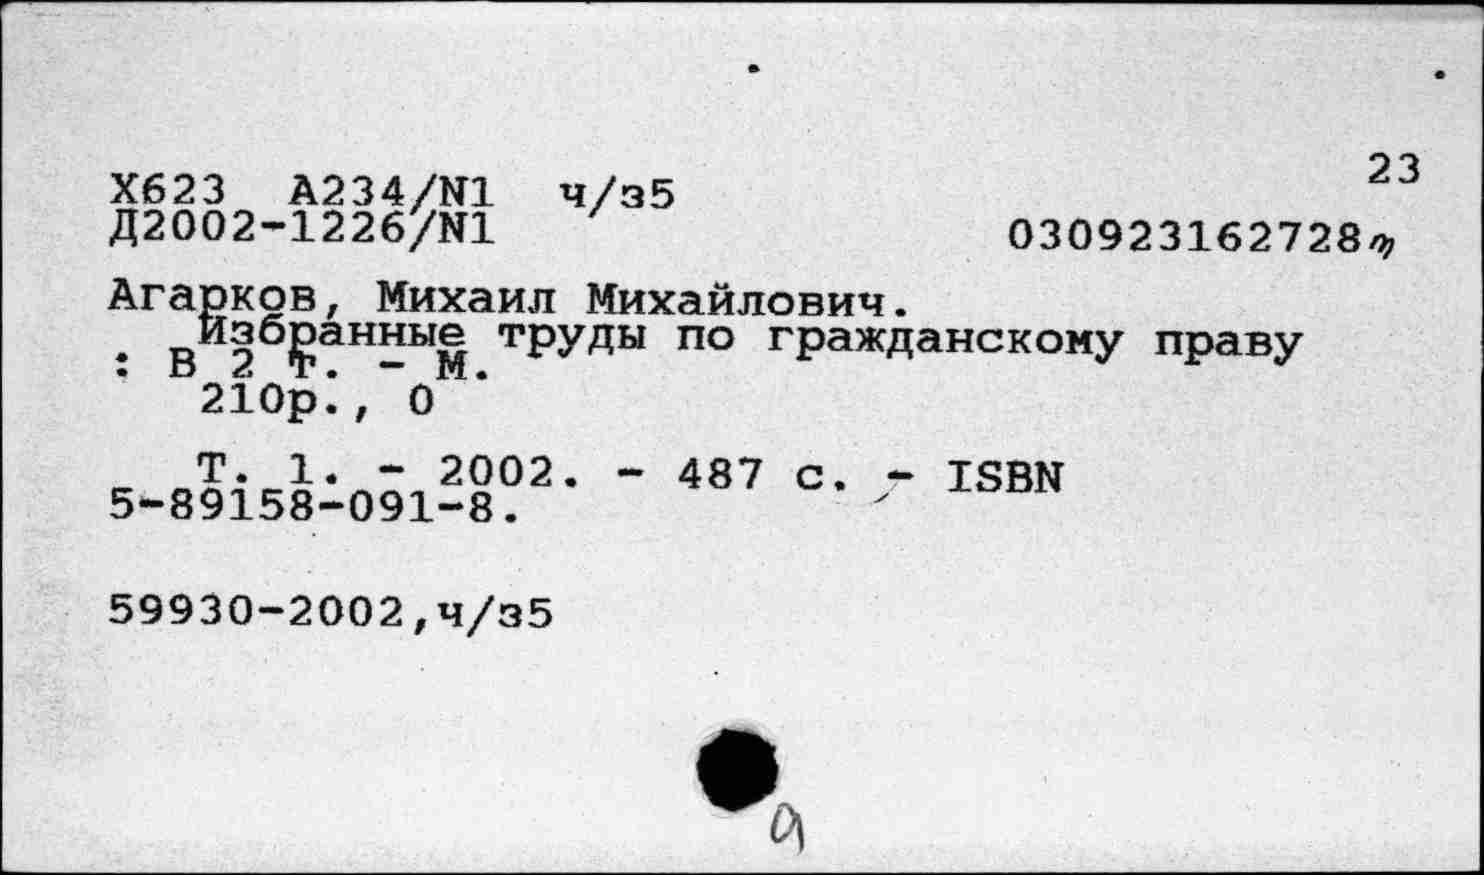 23
Х623 А234/N1 ч/з5
Д2002-1226/N1
030923162728
Агарков, Михаил Михайлович.
Избранные труды по гражданскому праву
: В 2 т. - М.
210р., 0
Т. 1. - 2002. - 487 с. - ISBN
5-89158-091-8.
59930-2002,ч/з5